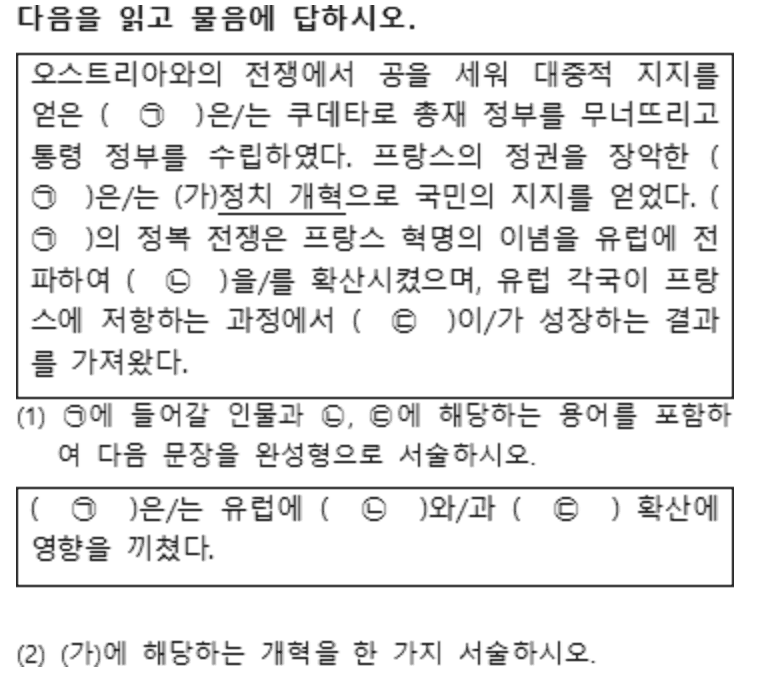 다음을 읽고 물음에 답하시오.
오스트리아와의 전쟁에서 공을 세워 대중적 지지를
얻은 ( ㉠ )은/는 쿠데타로 총재 정부를 무너뜨리고
통령 정부를 수립하였다. 프랑스의 정권을 장악한 (
㉠ )은/는 (가)정치 개혁으로 국민의 지지를 얻었다. (
㉠ )의 정복 전쟁은 프랑스 혁명의 이념을 유럽에 전
파하여 ( ㉡ )을/를 확산시켰으며, 유럽 각국이 프랑
스에 저항하는 과정에서 ( ㉢ )이/가 성장하는 결과
를 가져왔다.
(1) ㉠에 들어갈 인물과 ㉡, ㉢에 해당하는 용어를 포함하
여 다음 문장을 완성형으로 서술하시오.
( ㉠ )은/는 유럽에 ( ㉡ )와/과 ( ㉢ ) 확산에
영향을 끼쳤다.
(2) (가)에 해당하는 개혁을 한 가지 서술하시오.